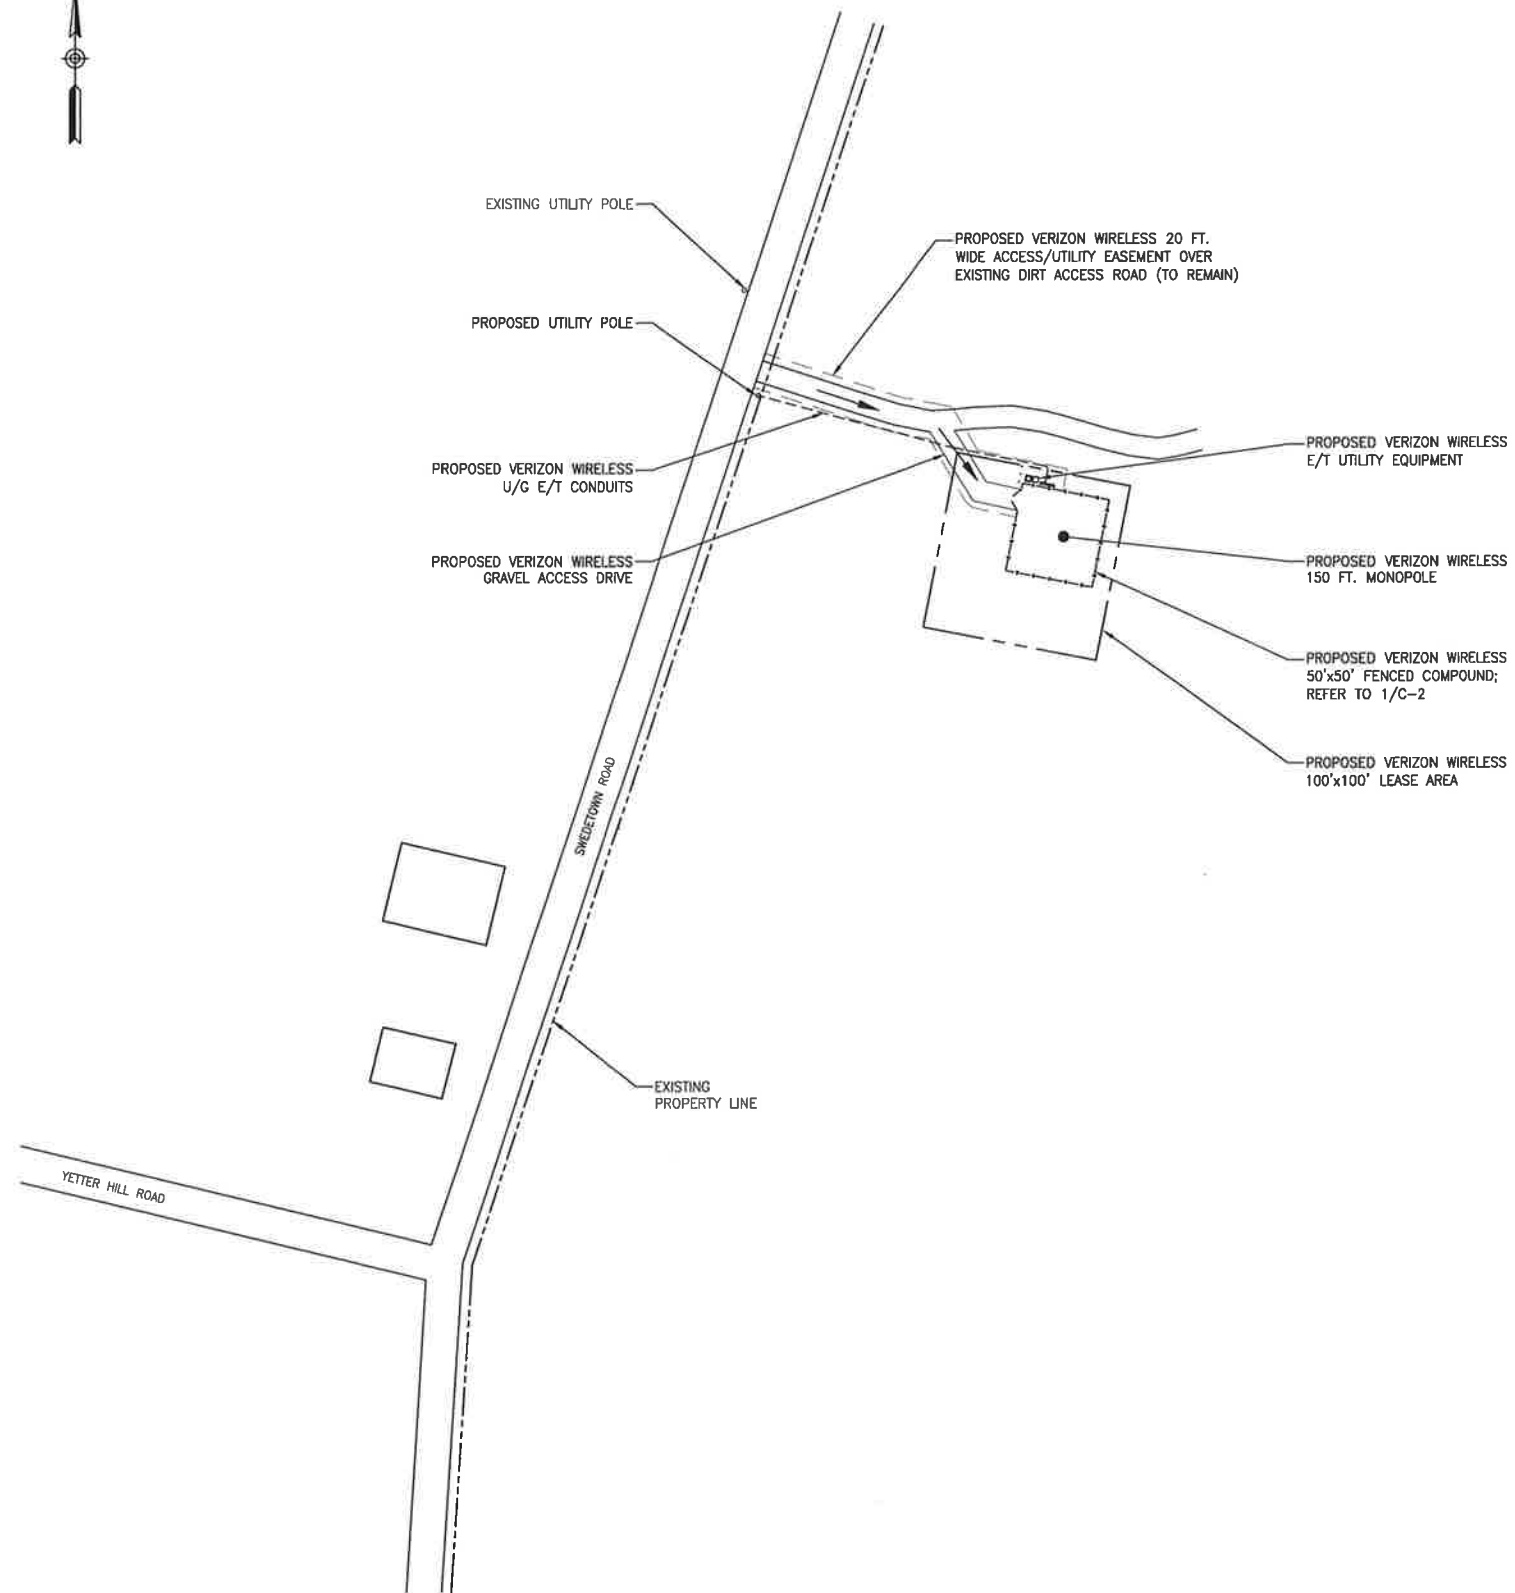 EXISTING UTILITY POLE
PROPOSED VERIZON WIRELESS 20 FT.
WIDE ACCESS/UTILITY EASEMENT OVER
EXISTING DIRT ACCESS ROAD (TO REMAIN)
PROPOSED UTILITY POLE
PROPOSED VERIZON WIRELESS
E/T UTILITY EQUIPMENT
PROPOSED VERIZON WIRELESS
U/G E/T CONDUITS
PROPOSED VERIZON WIRELESS
GRAVEL ACCESS DRIVE
PROPOSED VERIZON WIRELESS
150 FT. MONOPOLE
PROPOSED VERIZON WIRELESS
50'x50' FENCED COMPOUND;
REFER TO 1/C-2
PROPOSED VERIZON WIRELESS
100'x100' LEASE AREA
SWEDETOWN ROAD
EXISTING
PROPERTY LINE
YETTER HILL ROAD